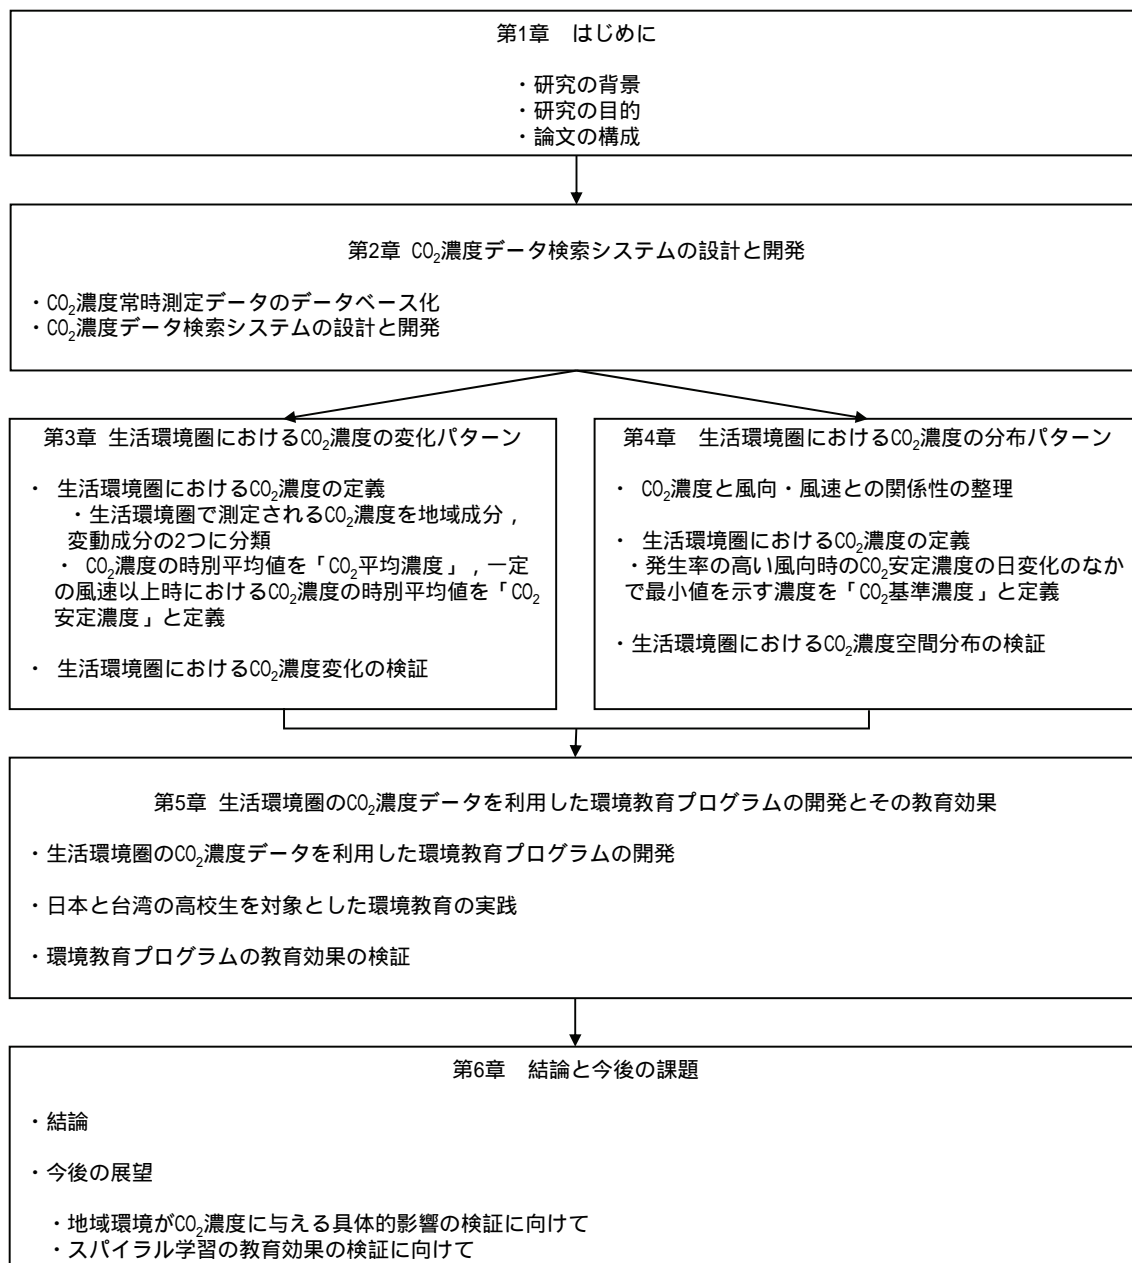 第1章　はじめに
・研究の背景
・研究の目的
・論文の構成
第2章 CO₂濃度データ検索システムの設計と開発
・CO₂濃度常時測定データのデータベース化
・CO₂濃度データ検索システムの設計と開発
第3章 生活環境圏におけるCO₂濃度の変化パターン
・ 生活環境圏におけるCO₂濃度の定義
・生活環境圏で測定されるCO₂濃度を地域成分，
変動成分の2つに分類
・ CO₂濃度の時別平均値を「CO₂平均濃度」，一定
の風速以上時におけるCO₂濃度の時別平均値を「CO₂
安定濃度」と定義
・ 生活環境圏におけるCO₂濃度変化の検証
第4章　生活環境圏におけるCO₂濃度の分布パターン
・ CO₂濃度と風向・風速との関係性の整理
・ 生活環境圏におけるCO₂濃度の定義
・発生率の高い風向時のCO₂安定濃度の日変化のなか
で最小値を示す濃度を「CO₂基準濃度」と定義
・生活環境圏におけるCO₂濃度空間分布の検証
第5章 生活環境圏のCO₂濃度データを利用した環境教育プログラムの開発とその教育効果
・生活環境圏のCO₂濃度データを利用した環境教育プログラムの開発
・日本と台湾の高校生を対象とした環境教育の実践
・環境教育プログラムの教育効果の検証
第6章　結論と今後の課題
・結論
・今後の展望
・地域環境がCO₂濃度に与える具体的影響の検証に向けて
・スパイラル学習の教育効果の検証に向けて